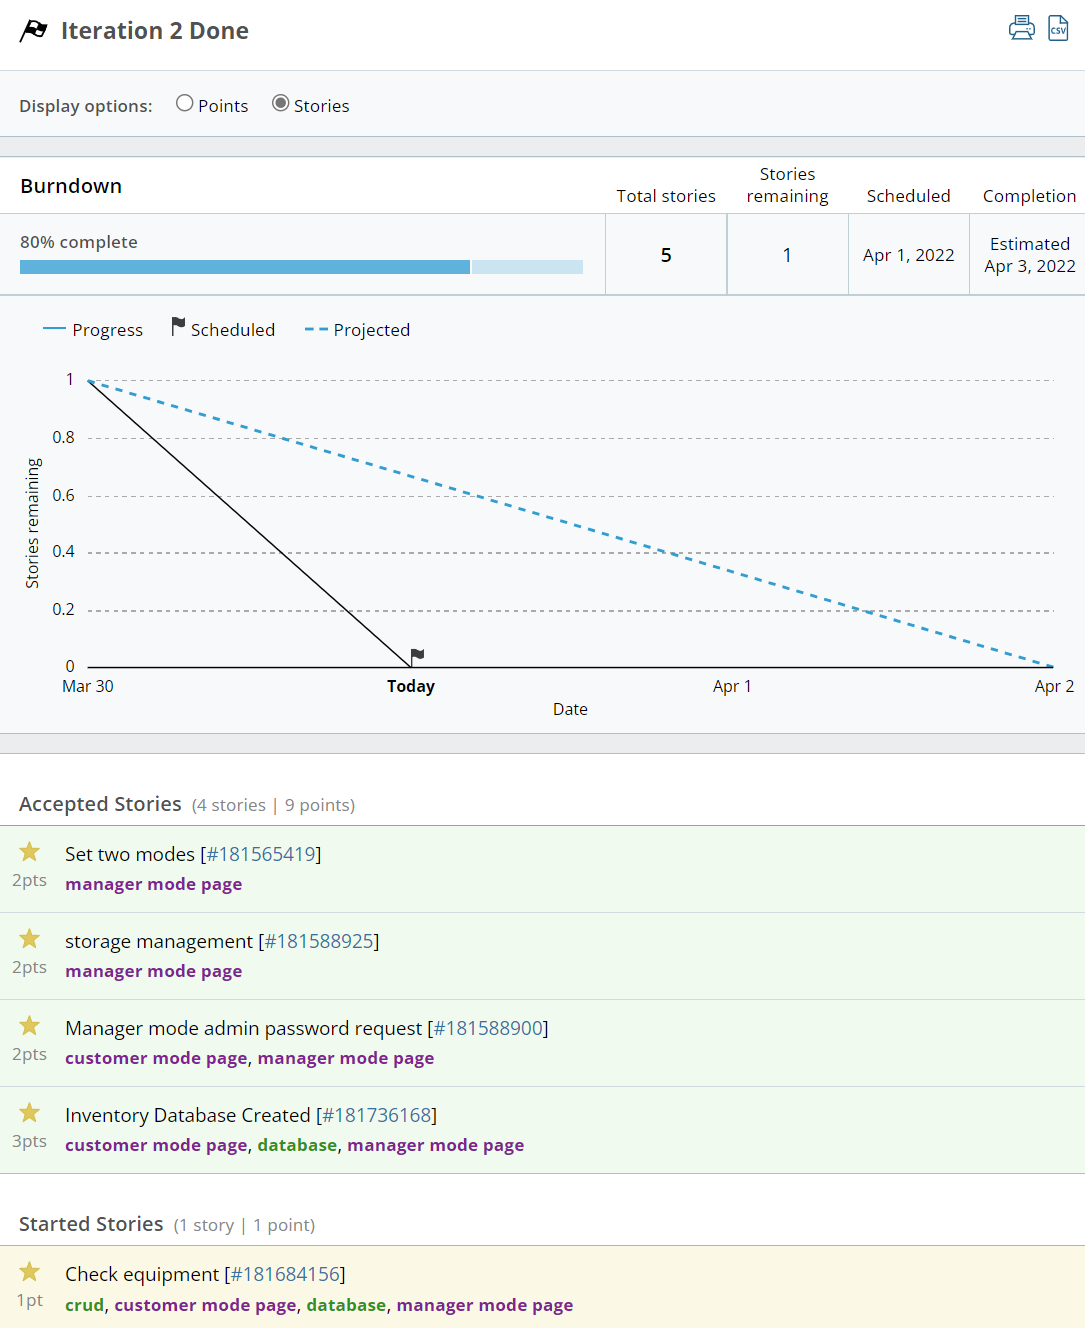 Iteration 2 Done
CSV
Display options: Points Stories
Burndown
Total stories
Stories remaining
Scheduled
Completion
80% complete
5
1
Apr 1, 2022
Estimated
Apr 3, 2022
Progress Scheduled Projected
1
0.8
0.6
0.4
0.2
0
Stories remaining
Mar 30 Today Apr 1 Apr 2
Date
Accepted Stories (4 stories | 9 points)
Set two modes [#181565419]
2pts manager mode page
storage management [#181588925]
2pts manager mode page
Manager mode admin password request [#181588900]
2pts customer mode page, manager mode page
Inventory Database Created [#181736168]
3pts customer mode page, database, manager mode page
Started Stories (1 story | 1 point)
Check equipment [#181684156]
1pt crud, customer mode page, database, manager mode page